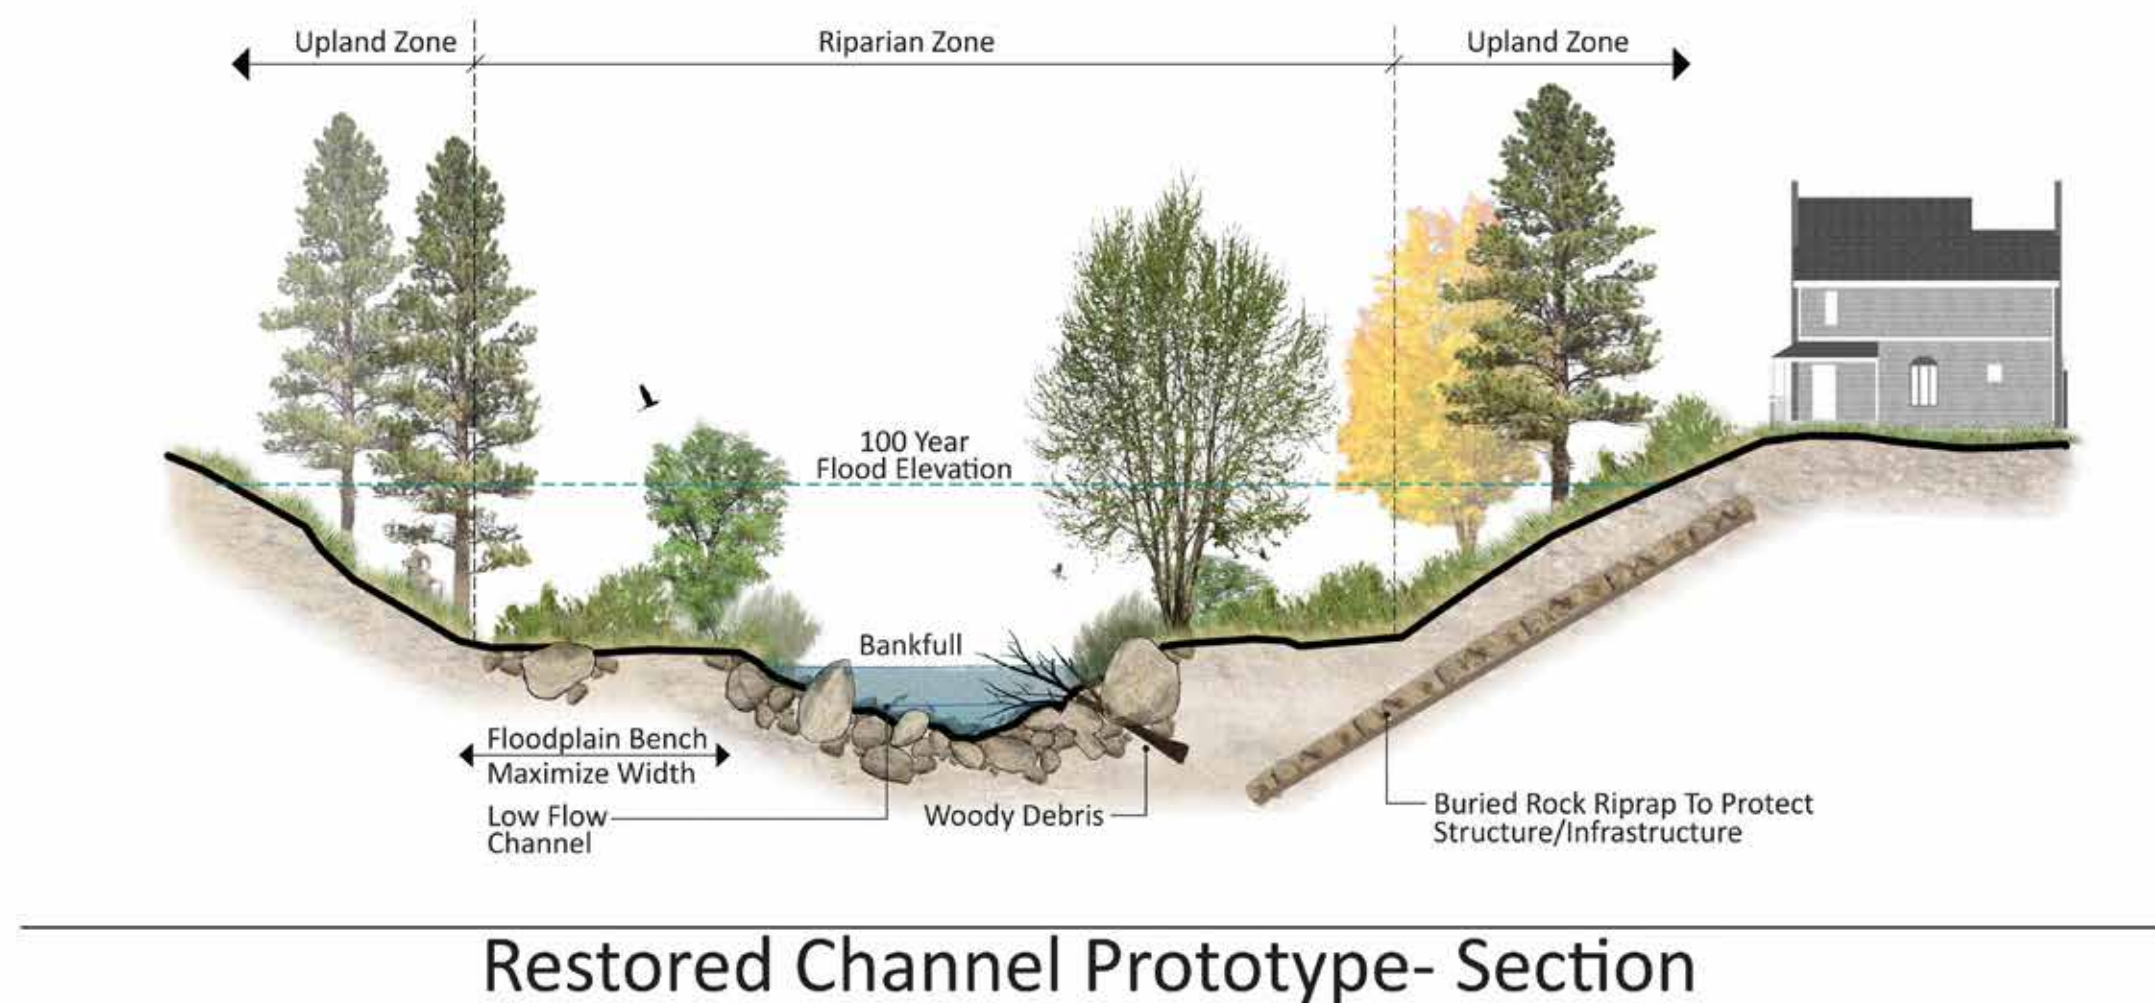 Upland Zone
Riparian Zone
Upland Zone
100 Year
Flood Elevation
Bankfull
Floodplain Bench
Maximize Width
Low Flow
Channel
Woody Debris
Buried Rock Riprap To Protect
Structure/Infrastructure
Restored Channel Prototype- Section